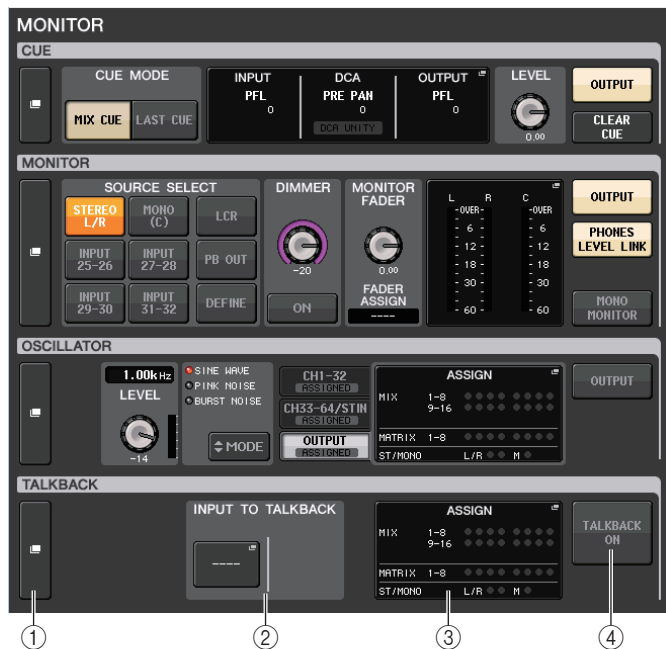 MONITOR
CUE
CUE MODE
MIX CUE
LAST CUE
INPUT
PFL
0
DCA
PRE PAN
0
DCA UNITY
OUTPUT
PFL
0
LEVEL
0.00
OUTPUT
CLEAR
CUE
MONITOR
SOURCE SELECT
STEREO
L/R
MONO
(C)
LCR
INPUT
25-26
INPUT
27-28
PB OUT
INPUT
29-30
INPUT
31-32
DEFINE
DIMMER
-20
ON
MONITOR
FADER
0.00
FADER
ASSIGN
----
L R C
-OVER- -OVER
- 6 - - 6
- 12 - - 12
- 18 - - 18
- 30 - - 30
- 60 - - 60
OUTPUT
PHONES
LEVEL LINK
MONO
MONITOR
OSCILLATOR
1.00kHz
LEVEL
-14
SINE WAVE
PINK NOISE
BURST NOISE
MODE
CH1-32
ASSIGNED
CH33-64/STIN
ASSIGNED
OUTPUT
ASSIGNED
ASSIGN
MIX 1-8
9-16
MATRIX 1-8
ST/MONO L/R M
OUTPUT
TALKBACK
INPUT TO TALKBACK
----
ASSIGN
MIX 1-8
9-16
MATRIX 1-8
ST/MONO L/R M
TALKBACK
ON
① ② ③ ④